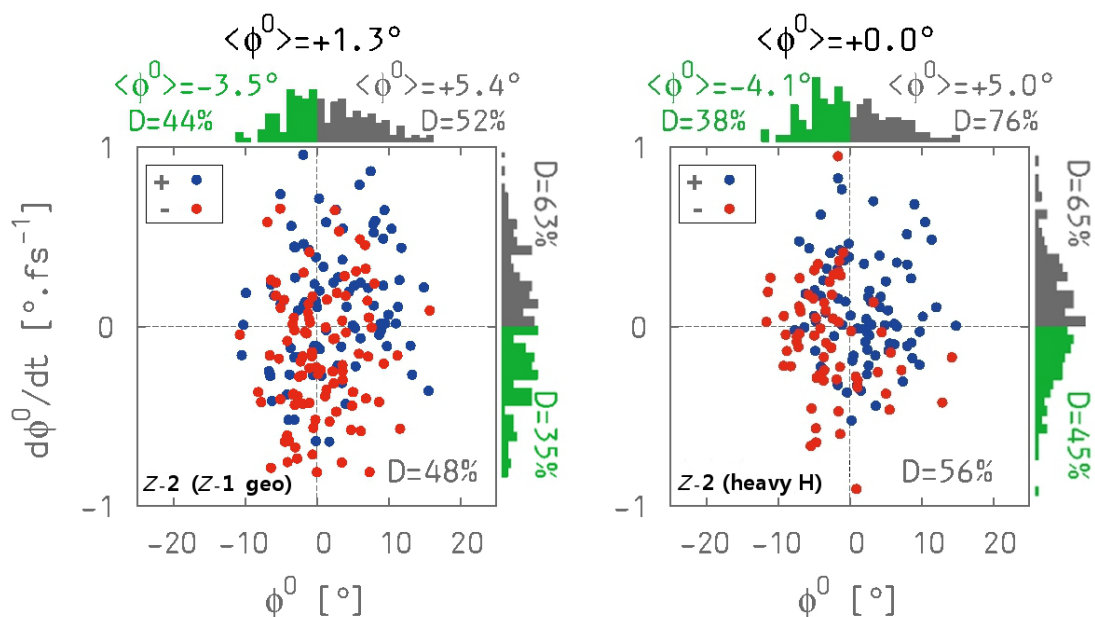 <ϕ⁰>=+1.3°
<ϕ⁰>=−3.5°
<ϕ⁰>=+5.4°
D=44%
D=52%
1
0
−1
+
-
D=63%
D=35%
D=48%
Z-2 (Z-1 geo)
−20 −10 0 10 20
ϕ⁰ [°]
dϕ⁰/dt [°.fs⁻¹]
<ϕ⁰>=+0.0°
<ϕ⁰>=−4.1°
<ϕ⁰>=+5.0°
D=38%
D=76%
1
0
−1
+
-
D=65%
D=45%
D=56%
Z-2 (heavy H)
−20 −10 0 10 20
ϕ⁰ [°]